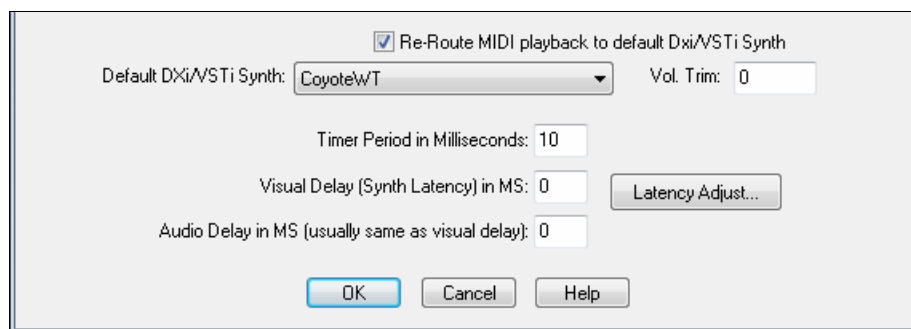 Re-Route MIDI playback to default Dxi/VSTi Synth
Default DXi/VSTi Synth: CoyoteWT Vol. Trim: 0
Timer Period in Milliseconds: 10
Visual Delay (Synth Latency) in MS: 0 Latency Adjust...
Audio Delay in MS (usually same as visual delay): 0
OK Cancel Help